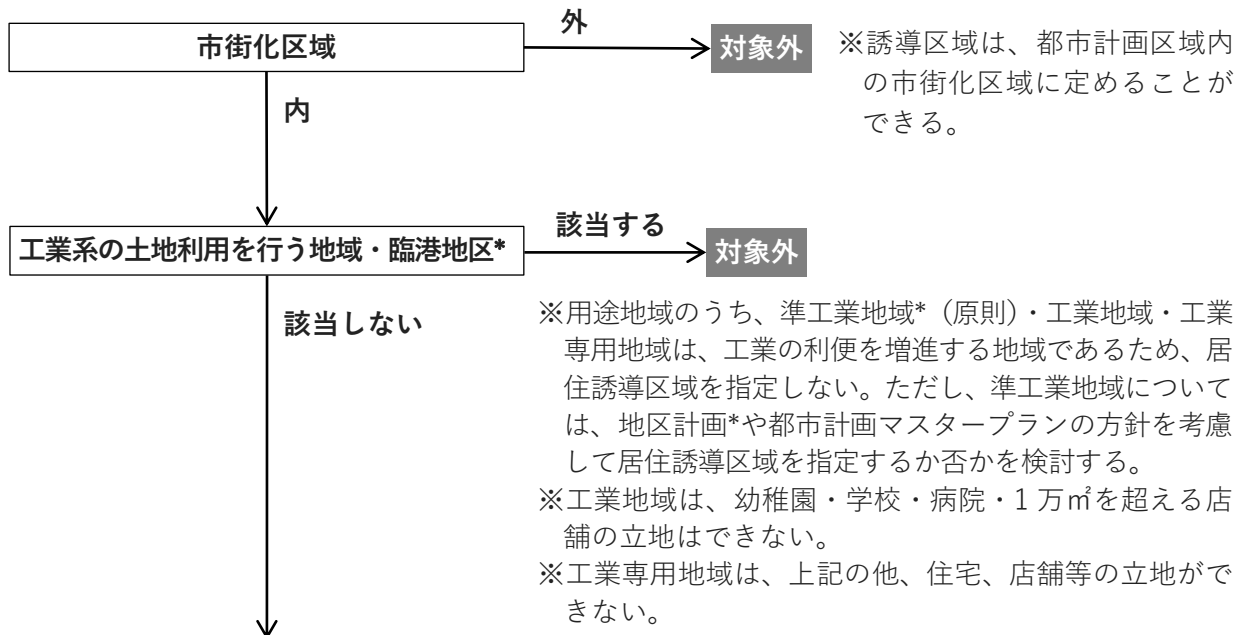 外
市街化区域
対象外
※誘導区域は、都市計画区域内
の市街化区域に定めることが
できる。
内
工業系の土地利用を行う地域・臨港地区*
該当する
対象外
該当しない
※用途地域のうち、準工業地域*（原則）・工業地域・工業
専用地域は、工業の利便を増進する地域であるため、居
住誘導区域を指定しない。ただし、準工業地域について
は、地区計画*や都市計画マスタープランの方針を考慮
して居住誘導区域を指定するか否かを検討する。
※工業地域は、幼稚園・学校・病院・1 万㎡を超える店
舗の立地はできない。
※工業専用地域は、上記の他、住宅、店舗等の立地がで
きない。